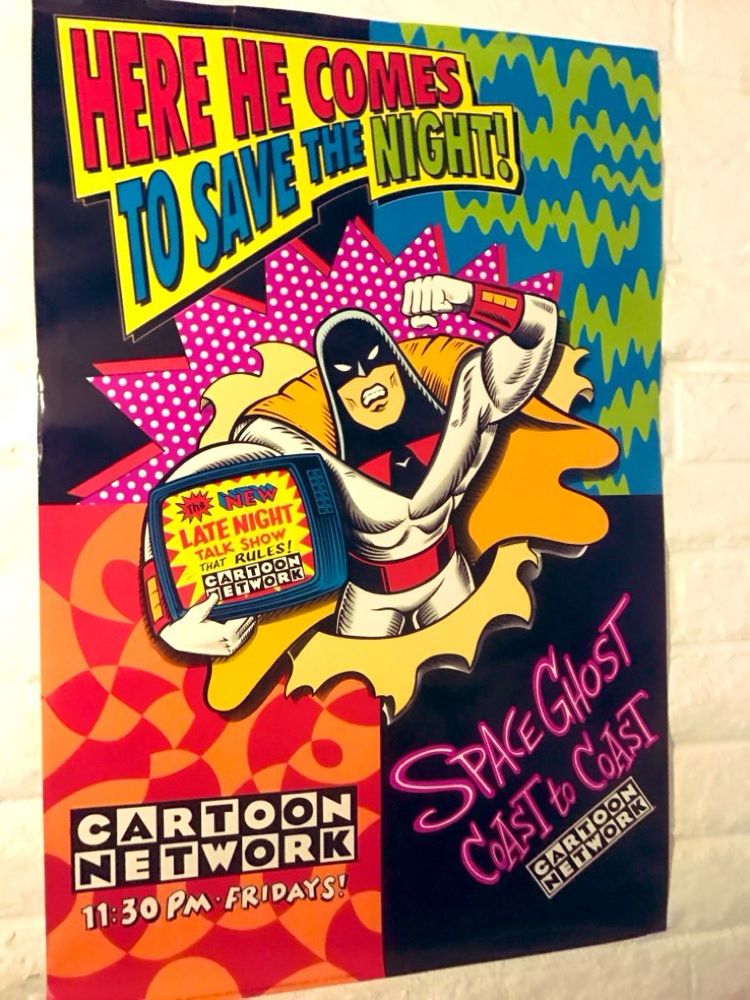 HERE HE COMES
TO SAVE THE NIGHT!
The NEW
LATE NIGHT
TALK SHOW
THAT RULES!
CARTOON
NETWORK
SPACE GHOST
COAST to COAST
CARTOON
NETWORK
CARTOON
NETWORK
11:30 PM · FRIDAYS!